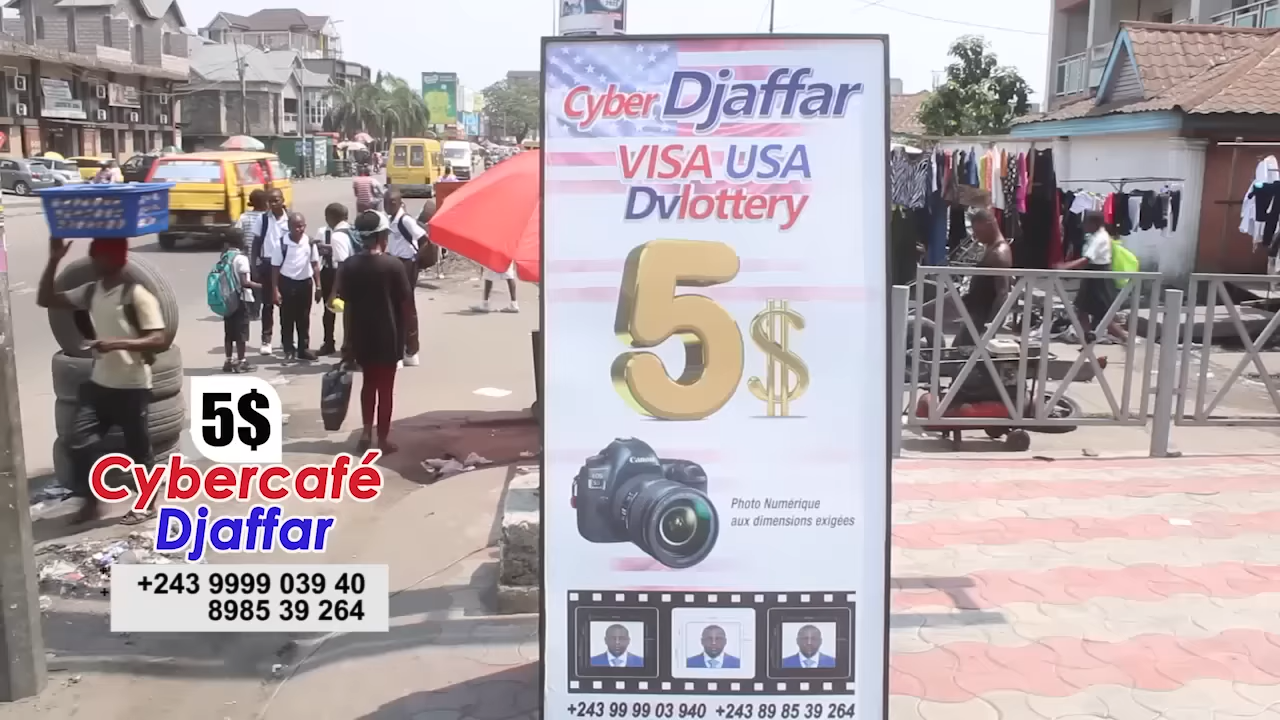 Cyber Djaffar
VISA USA
Dvlottery
5$
Canon
Photo Numérique
aux dimensions exigées
+243 99 99 03 940 +243 89 85 39 264
5$
Cybercafé
Djaffar
+243 9999 039 40
8985 39 264